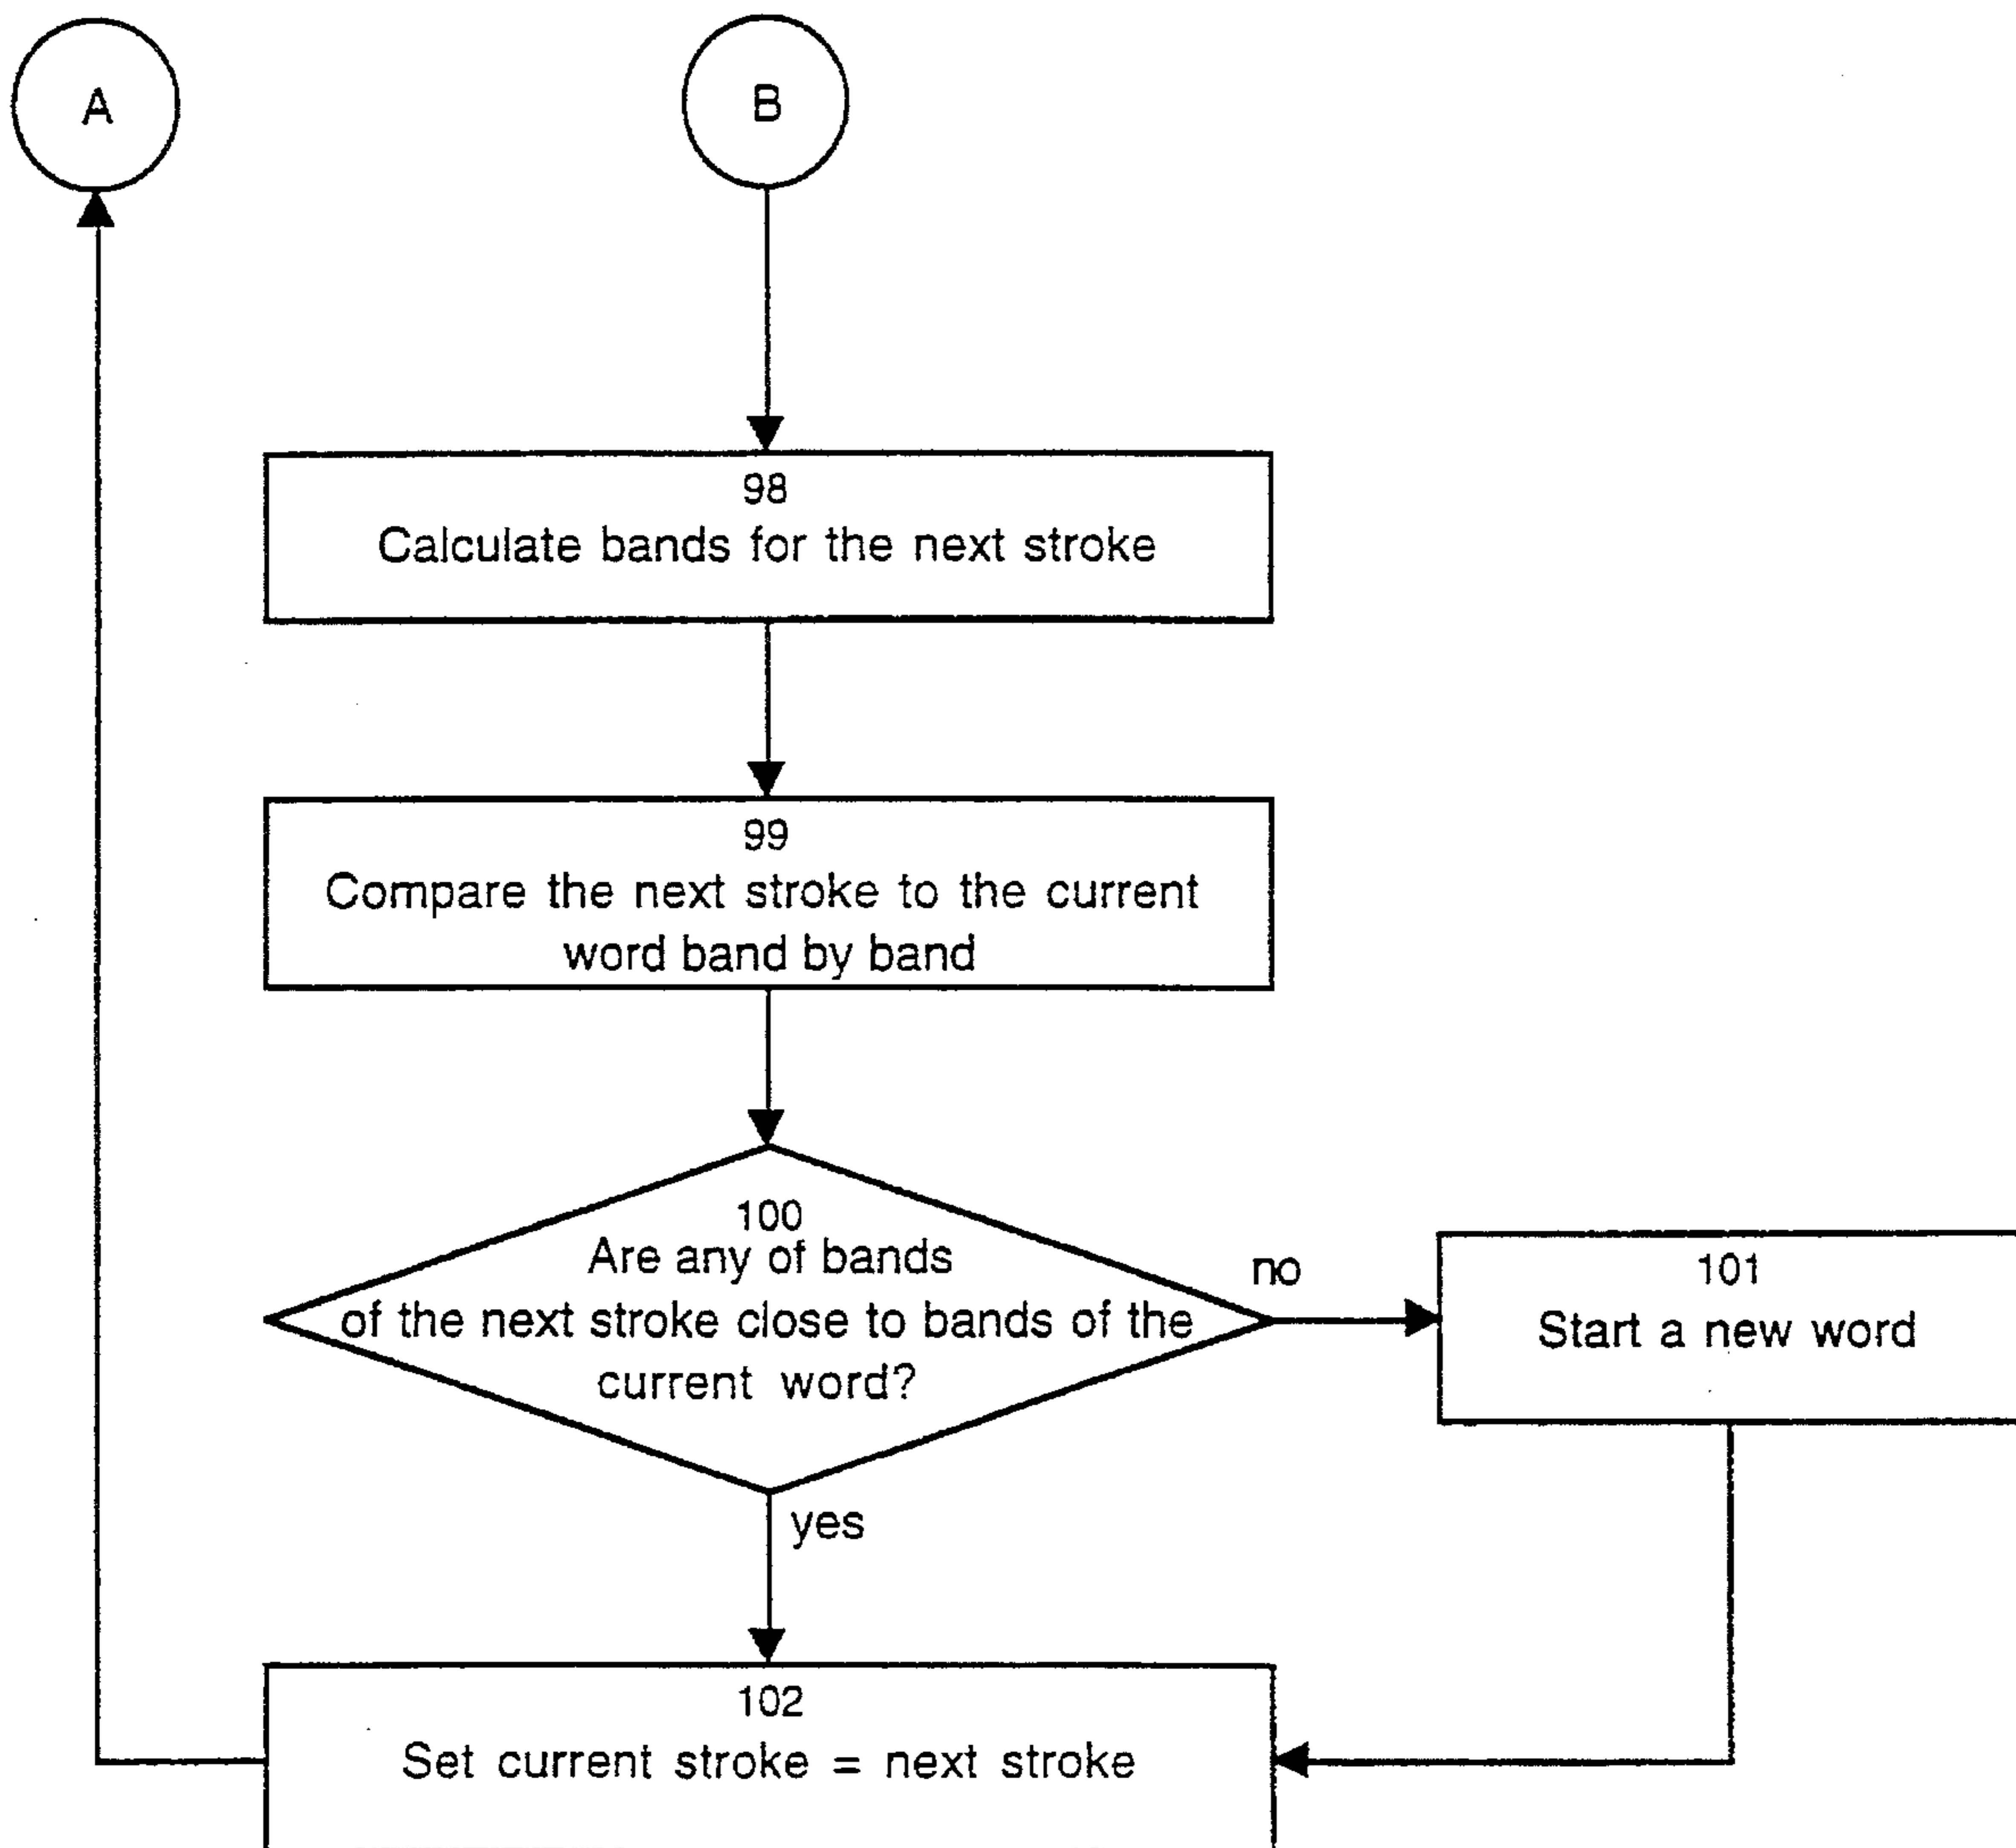 A
B
98
Calculate bands for the next stroke
99
Compare the next stroke to the current
word band by band
100
Are any of bands
of the next stroke close to bands of the
current word?
no
101
Start a new word
yes
102
Set current stroke = next stroke